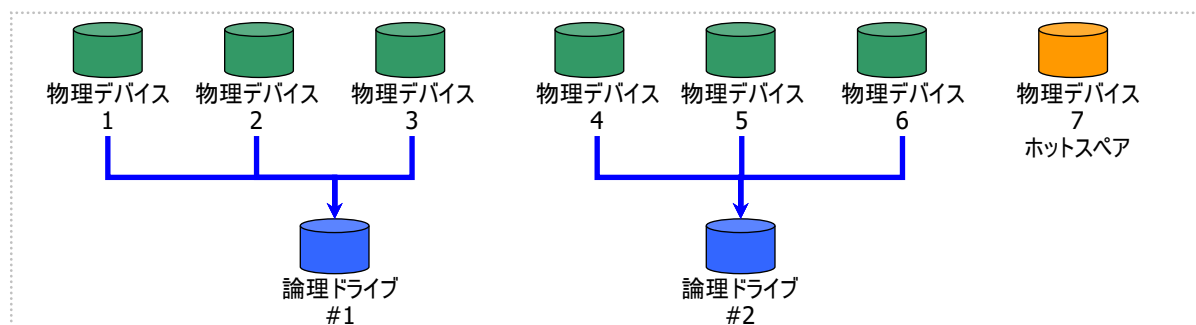 物理デバイス 物理デバイス 物理デバイス 物理デバイス 物理デバイス 物理デバイス 物理デバイス
1 2 3 4 5 6 7
ホットスペア
論理ドライブ 論理ドライブ
#1 #2